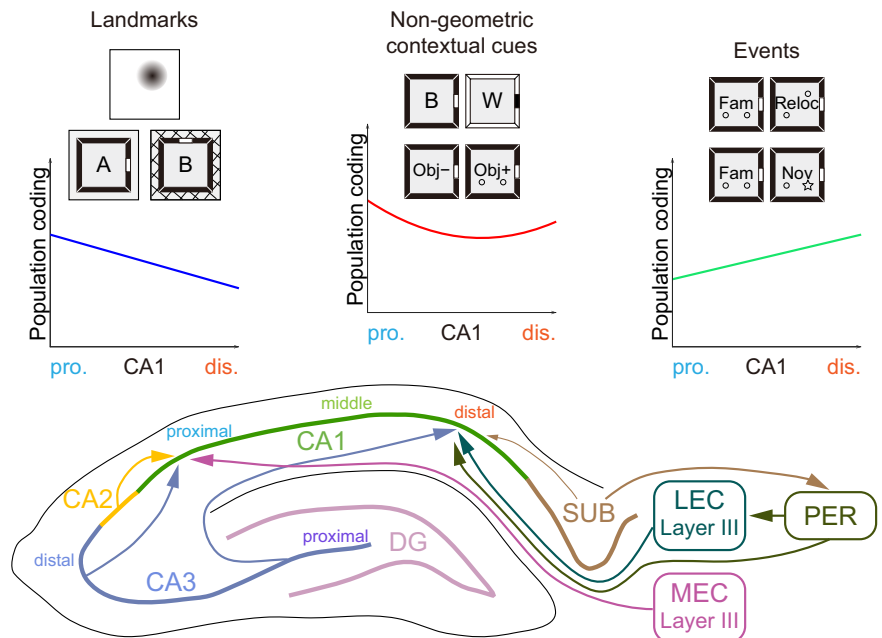 Landmarks
A
B
Population coding
pro.
CA1
dis.
Non-geometric
contextual cues
B
W
Obj−
Obj+
Population coding
pro.
CA1
dis.
Events
Fam
Reloc
Fam
Nov
Population coding
pro.
CA1
dis.
middle
distal
proximal
CA1
CA2
SUB
LEC
Layer III
PER
proximal
DG
distal
CA3
MEC
Layer III